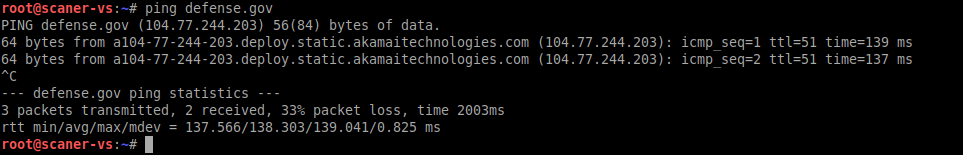 root@scaner-vs:~# ping defense.gov
PING defense.gov (104.77.244.203) 56(84) bytes of data.
64 bytes from a104-77-244-203.deploy.static.akamaitechnologies.com (104.77.244.203): icmp_seq=1 ttl=51 time=139 ms
64 bytes from a104-77-244-203.deploy.static.akamaitechnologies.com (104.77.244.203): icmp_seq=2 ttl=51 time=137 ms
^C
--- defense.gov ping statistics ---
3 packets transmitted, 2 received, 33% packet loss, time 2003ms
rtt min/avg/max/mdev = 137.566/138.303/139.041/0.825 ms
root@scaner-vs:~#